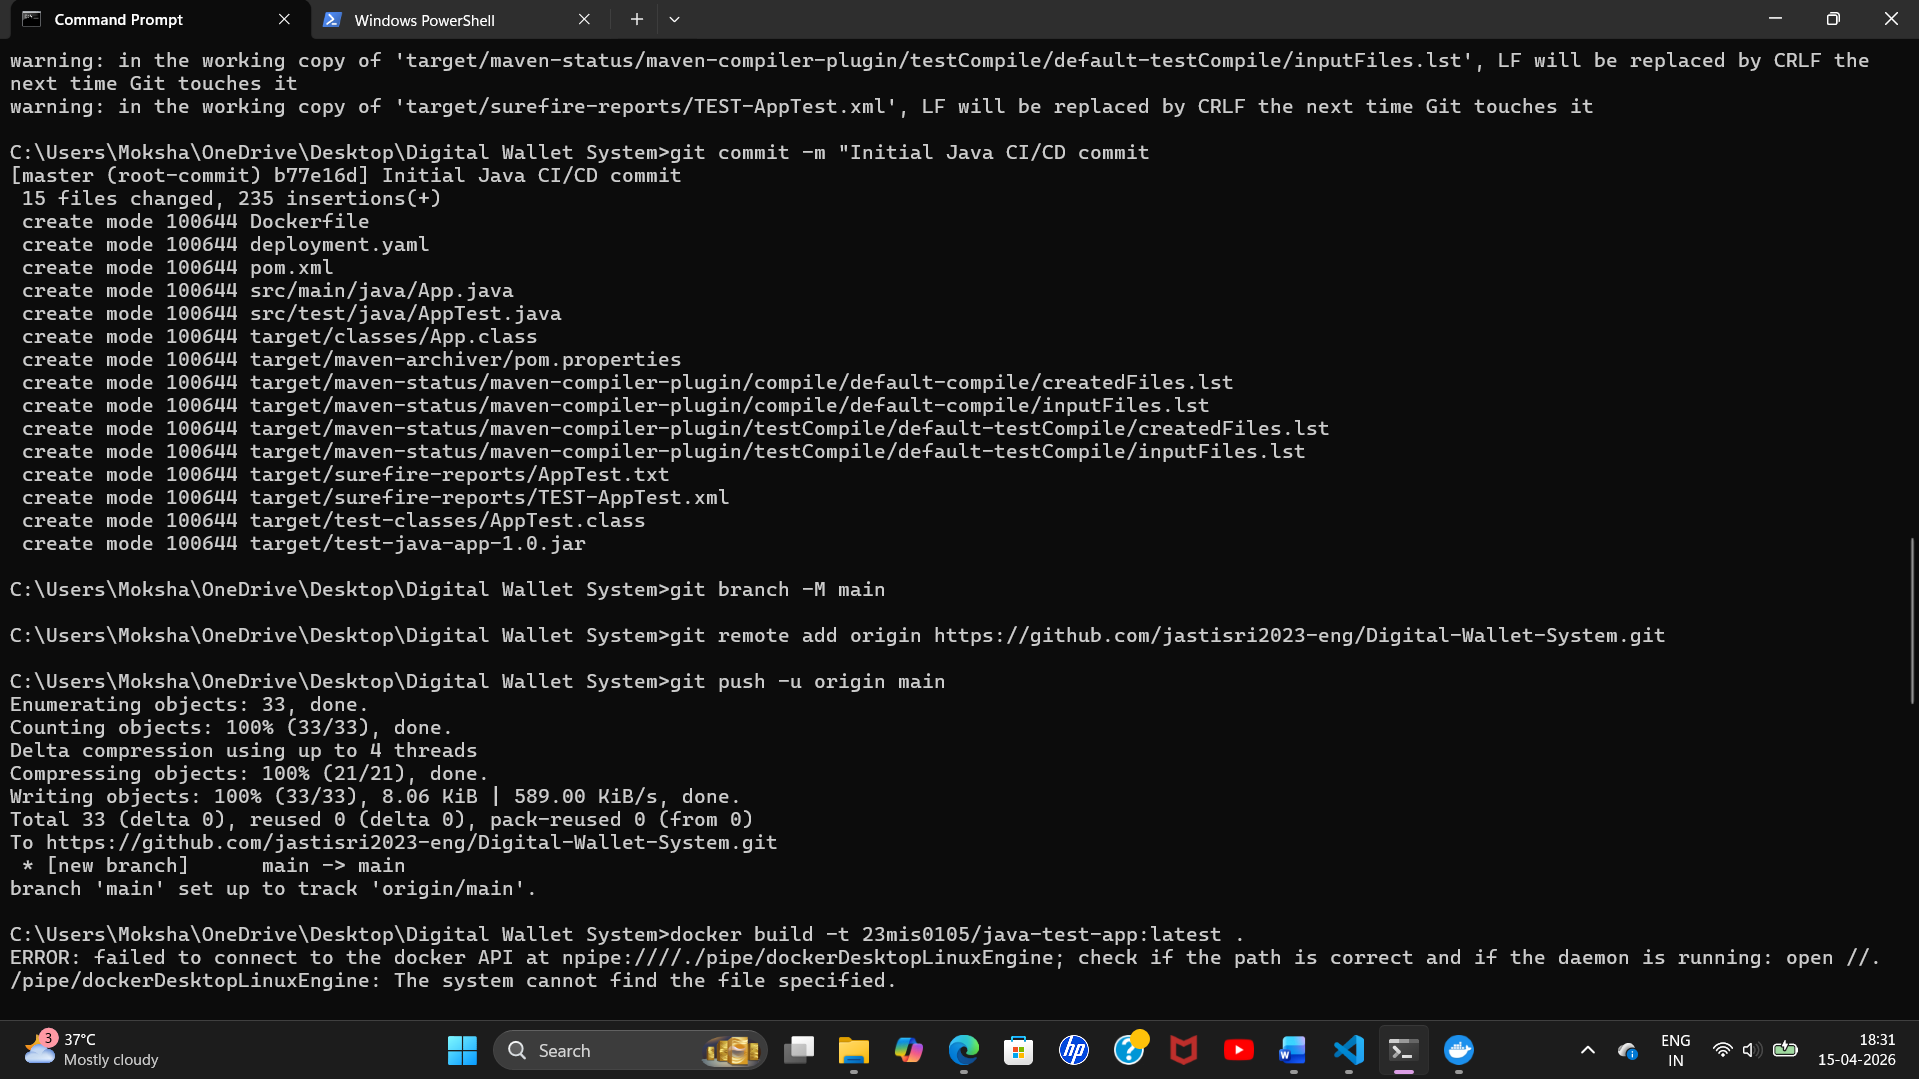 Command Prompt
Windows PowerShell
warning: in the working copy of 'target/maven-status/maven-compiler-plugin/testCompile/default-testCompile/inputFiles.lst', LF will be replaced by CRLF the
next time Git touches it
warning: in the working copy of 'target/surefire-reports/TEST-AppTest.xml', LF will be replaced by CRLF the next time Git touches it
C:\Users\Moksha\OneDrive\Desktop\Digital Wallet System>git commit -m "Initial Java CI/CD commit
[master (root-commit) b77e16d] Initial Java CI/CD commit
 15 files changed, 235 insertions(+)
 create mode 100644 Dockerfile
 create mode 100644 deployment.yaml
 create mode 100644 pom.xml
 create mode 100644 src/main/java/App.java
 create mode 100644 src/test/java/AppTest.java
 create mode 100644 target/classes/App.class
 create mode 100644 target/maven-archiver/pom.properties
 create mode 100644 target/maven-status/maven-compiler-plugin/compile/default-compile/createdFiles.lst
 create mode 100644 target/maven-status/maven-compiler-plugin/compile/default-compile/inputFiles.lst
 create mode 100644 target/maven-status/maven-compiler-plugin/testCompile/default-testCompile/createdFiles.lst
 create mode 100644 target/maven-status/maven-compiler-plugin/testCompile/default-testCompile/inputFiles.lst
 create mode 100644 target/surefire-reports/AppTest.txt
 create mode 100644 target/surefire-reports/TEST-AppTest.xml
 create mode 100644 target/test-classes/AppTest.class
 create mode 100644 target/test-java-app-1.0.jar
C:\Users\Moksha\OneDrive\Desktop\Digital Wallet System>git branch -M main
C:\Users\Moksha\OneDrive\Desktop\Digital Wallet System>git remote add origin https://github.com/jastisri2023-eng/Digital-Wallet-System.git
C:\Users\Moksha\OneDrive\Desktop\Digital Wallet System>git push -u origin main
Enumerating objects: 33, done.
Counting objects: 100% (33/33), done.
Delta compression using up to 4 threads
Compressing objects: 100% (21/21), done.
Writing objects: 100% (33/33), 8.06 KiB | 589.00 KiB/s, done.
Total 33 (delta 0), reused 0 (delta 0), pack-reused 0 (from 0)
To https://github.com/jastisri2023-eng/Digital-Wallet-System.git
 * [new branch]      main -> main
branch 'main' set up to track 'origin/main'.
C:\Users\Moksha\OneDrive\Desktop\Digital Wallet System>docker build -t 23mis0105/java-test-app:latest .
ERROR: failed to connect to the docker API at npipe:////./pipe/dockerDesktopLinuxEngine; check if the path is correct and if the daemon is running: open //.
/pipe/dockerDesktopLinuxEngine: The system cannot find the file specified.
3
37°C
Mostly cloudy
Search
hp
W
ENG
IN
18:31
15-04-2026